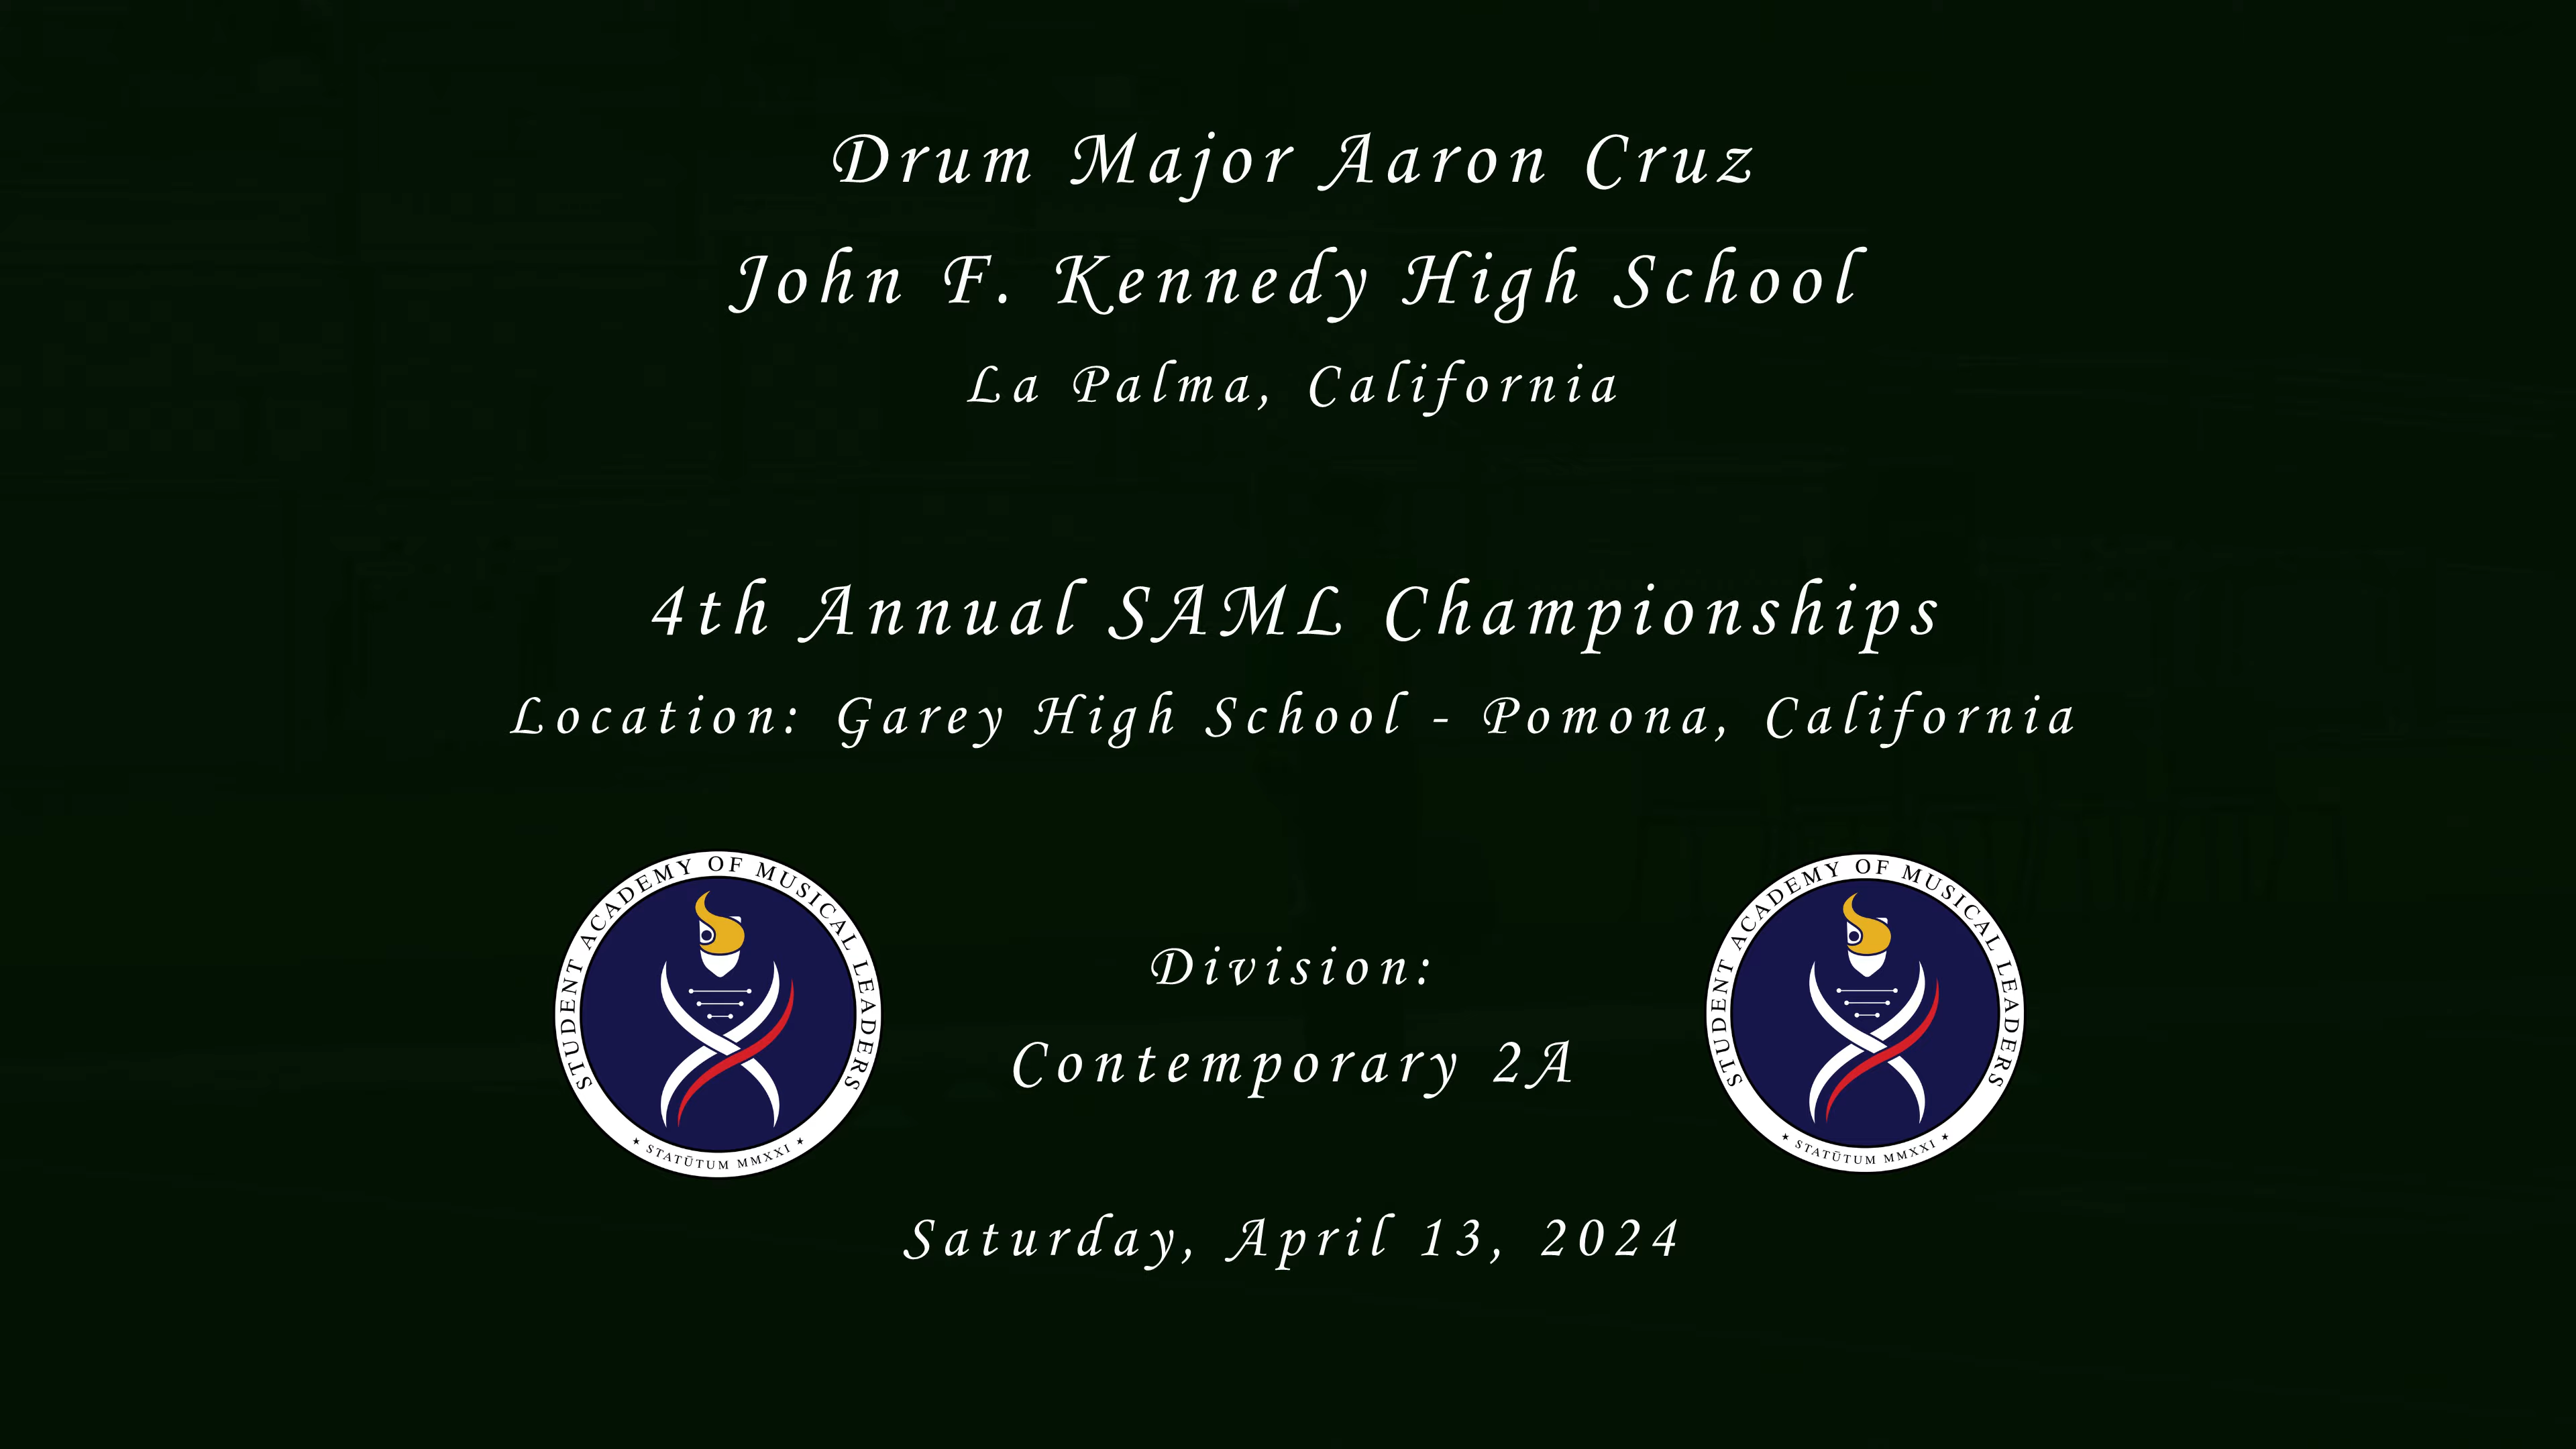 Drum Major Aaron Cruz
John F. Kennedy High School
La Palma, California
4th Annual SAML Championships
Location: Garey High School - Pomona, California
STUDENT ACADEMY OF MUSICAL LEADERS
★ STATŪTUM MMXXI ★
STUDENT ACADEMY OF MUSICAL LEADERS
★ STATŪTUM MMXXI ★
Division:
Contemporary 2A
Saturday, April 13, 2024